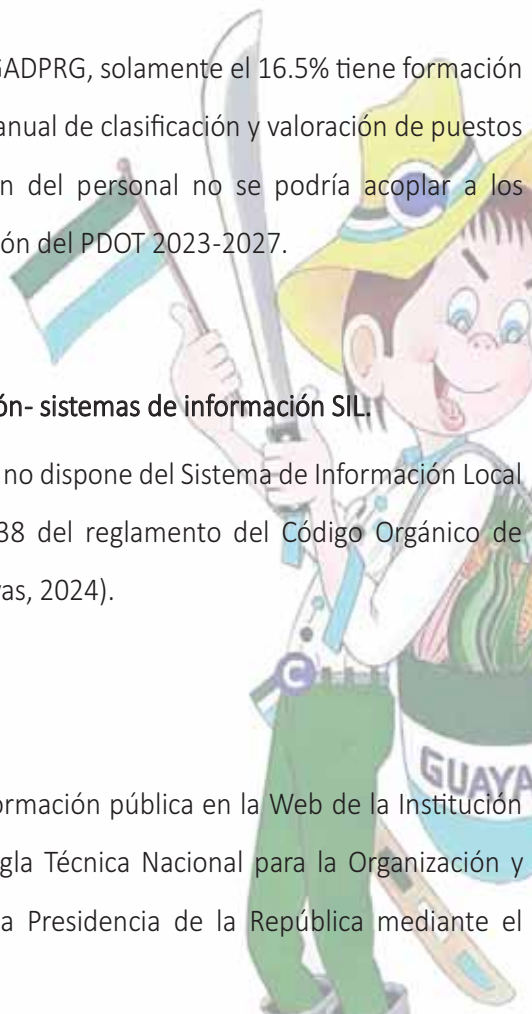 GADPRG, solamente el 16.5% tiene formación
anual de clasificación y valoración de puestos
n del personal no se podría acoplar a los
ón del PDOT 2023-2027.
ón- sistemas de información SIL.
no dispone del Sistema de Información Local
38 del reglamento del Código Orgánico de
vas, 2024).
C
GUAYA
ormación pública en la Web de la Institución
gla Técnica Nacional para la Organización y
a Presidencia de la República mediante el